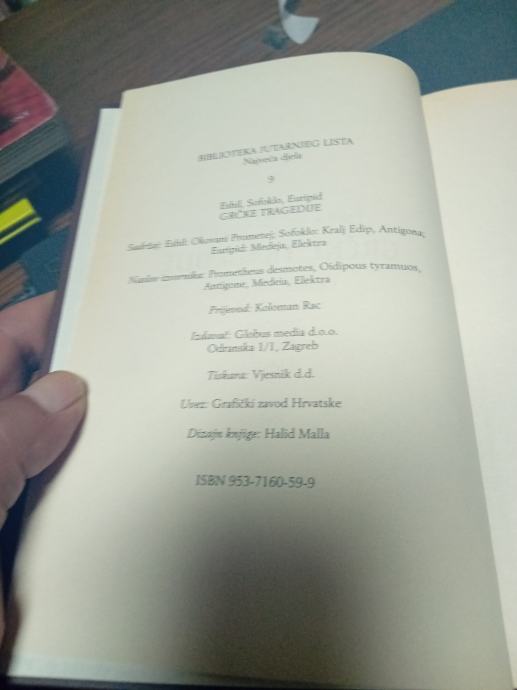 BIBLIOTEKA JUTARNJEG LISTA
Najveća djela
9
Eshil, Sofoklo, Euripid
GRČKE TRAGEDIJE
Sadržaj: Eshil: Okovani Prometej; Sofoklo: Kralj Edip, Antigona;
Euripid: Medeja, Elektra
Naslov izvornika: Prometheus desmotes, Oidipous tyramuos,
Antigone, Medeia, Elektra
Prijevod: Koloman Rac
Izdavač: Globus media d.o.o.
Odranska 1/1, Zagreb
Tiskara: Vjesnik d.d.
Uvez: Grafički zavod Hrvatske
Dizajn knjige: Halid Malla
ISBN 953-7160-59-9